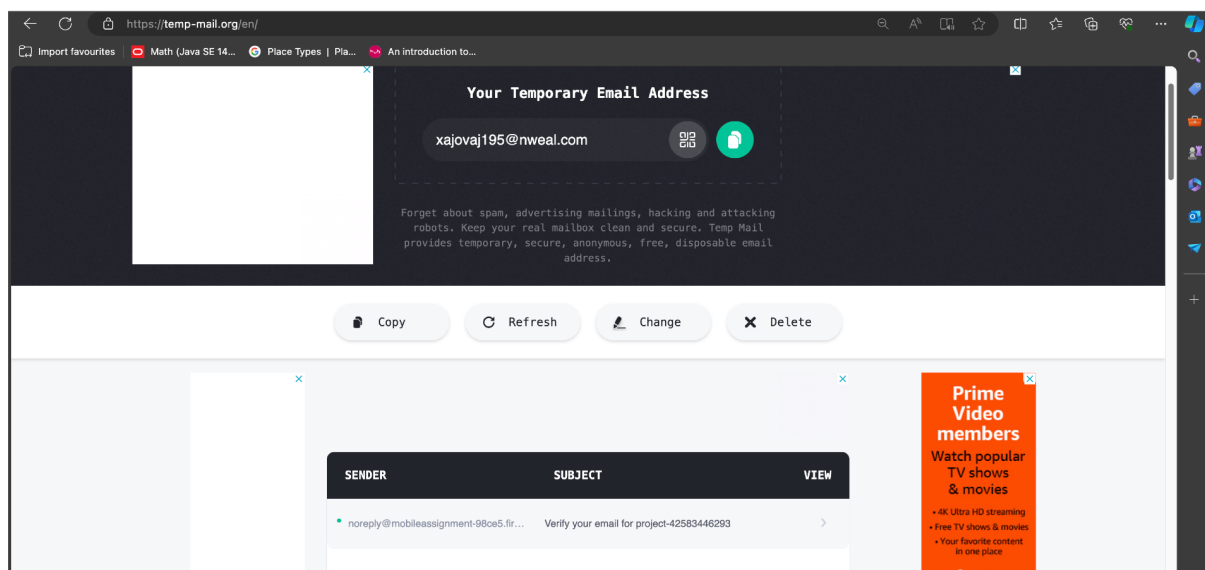 https://temp-mail.org/en/
Import favourites
Math (Java SE 14...
Place Types | Pla...
An introduction to...
Your Temporary Email Address
xajovaj195@nweal.com
Forget about spam, advertising mailings, hacking and attacking
robots. Keep your real mailbox clean and secure. Temp Mail
provides temporary, secure, anonymous, free, disposable email
address.
Copy
Refresh
Change
Delete
SENDER SUBJECT VIEW
noreply@mobileassignment-98ce5.fir... Verify your email for project-42583446293
Prime
Video
members
Watch popular
TV shows
& movies
• 4K Ultra HD streaming
• Free TV shows & movies
• Your favorite content
in one place